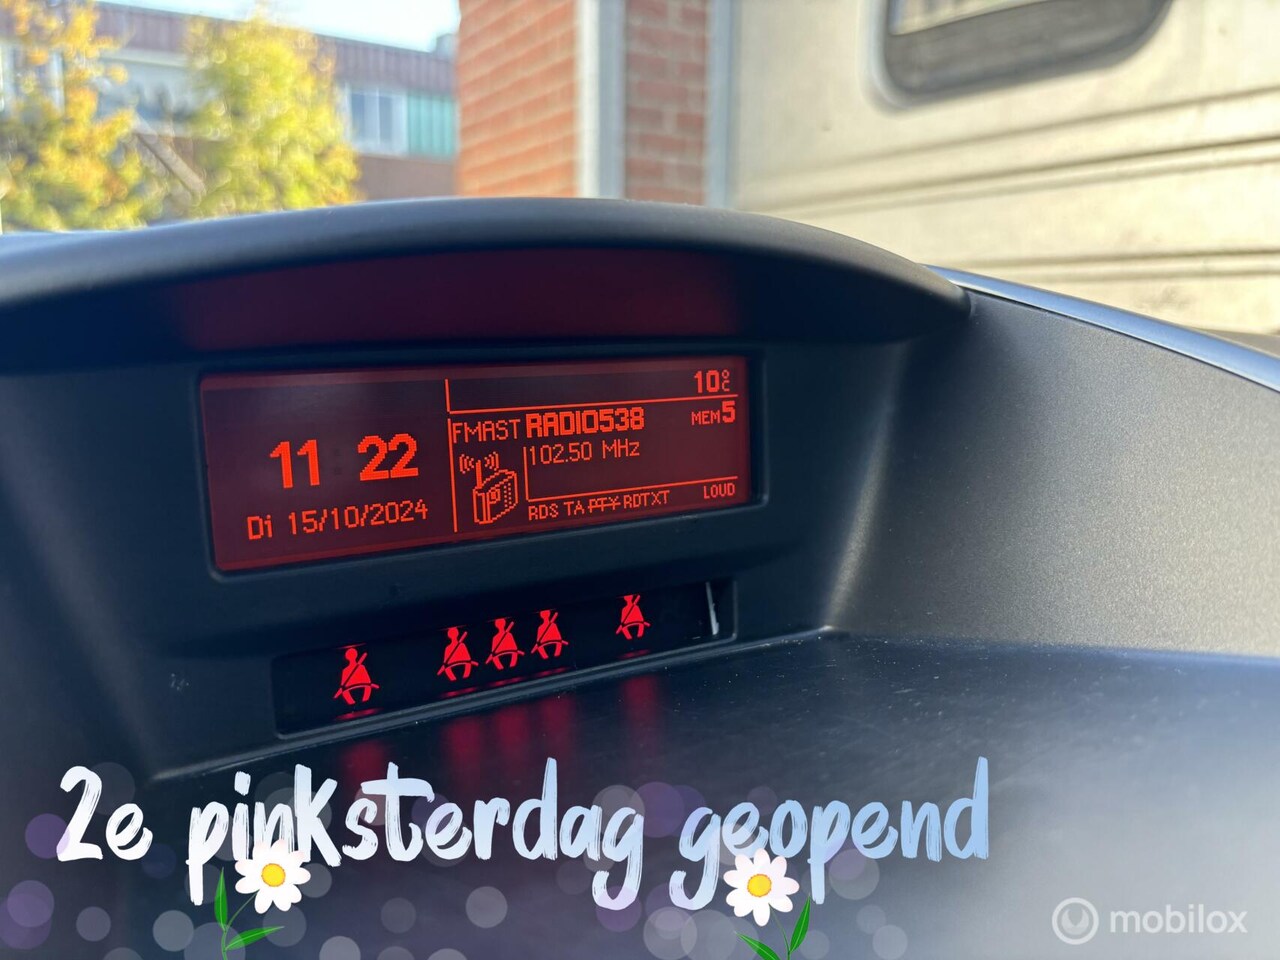 10°C
FMAST RADIO538 MEM5
11:22
102.50 MHz
Di 15/10/2024
RDS TA PTY RDTXT LOUD
2e pinksterdag geopend
mobilox